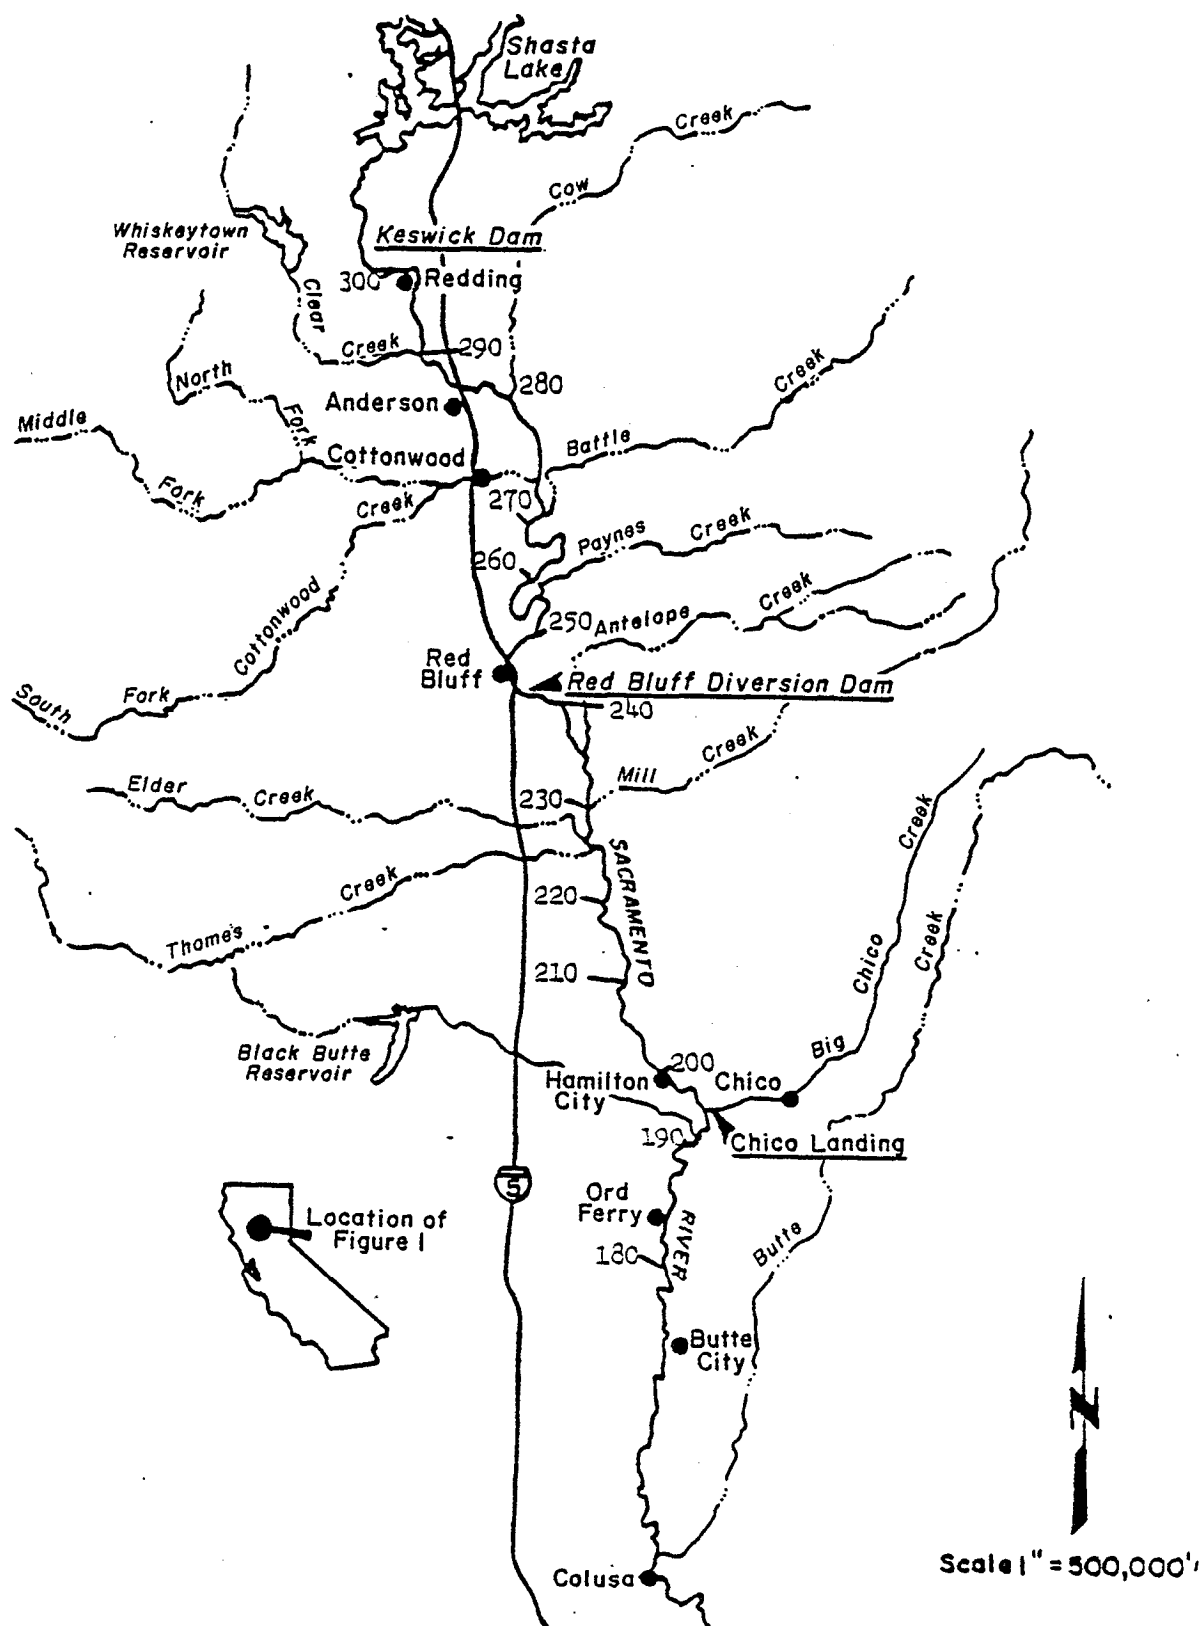 Shasta
Lake
Creek
Cow
Whiskeytown
Reservoir
Keswick Dam
300
Redding
Clear
Creek
290
North
Fork
280
Creek
Anderson
Middle
Fork
Cottonwood
Battle
Creek
270
Paynes
Creek
260
Cottonwood
Creek
250
Antelope
Red
Bluff
South
Fork
Red Bluff Diversion Dam
240
Creek
Mill
Elder
Creek
230
Creek
SACRAMENTO
Creek
220
Thomes
Creek
210
Chico
Big
Black Butte
Reservoir
200
Hamilton
City
Chico
190
Chico Landing
5
Ord
Ferry
RIVER
Location of
Figure 1
180
Butte
Butte
City
N
Colusa
Scale 1" = 500,000'